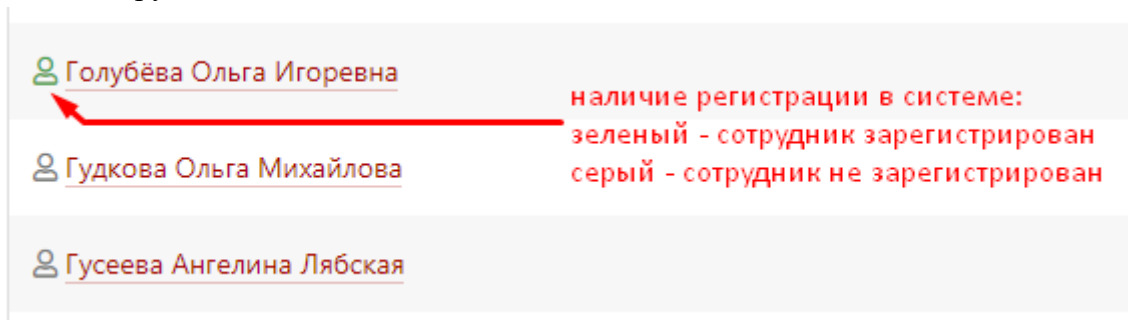 Голубёва Ольга Игоревна
наличие регистрации в системе:
зеленый - сотрудник зарегистрирован
Гудкова Ольга Михайлова
серый - сотрудник не зарегистрирован
Гусеева Ангелина Лябская